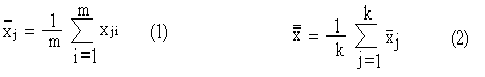 x̄ⱼ = 1/m ∑_{i=1}^{m} xⱼᵢ (1)
x̿ = 1/k ∑_{j=1}^{k} x̄ⱼ (2)